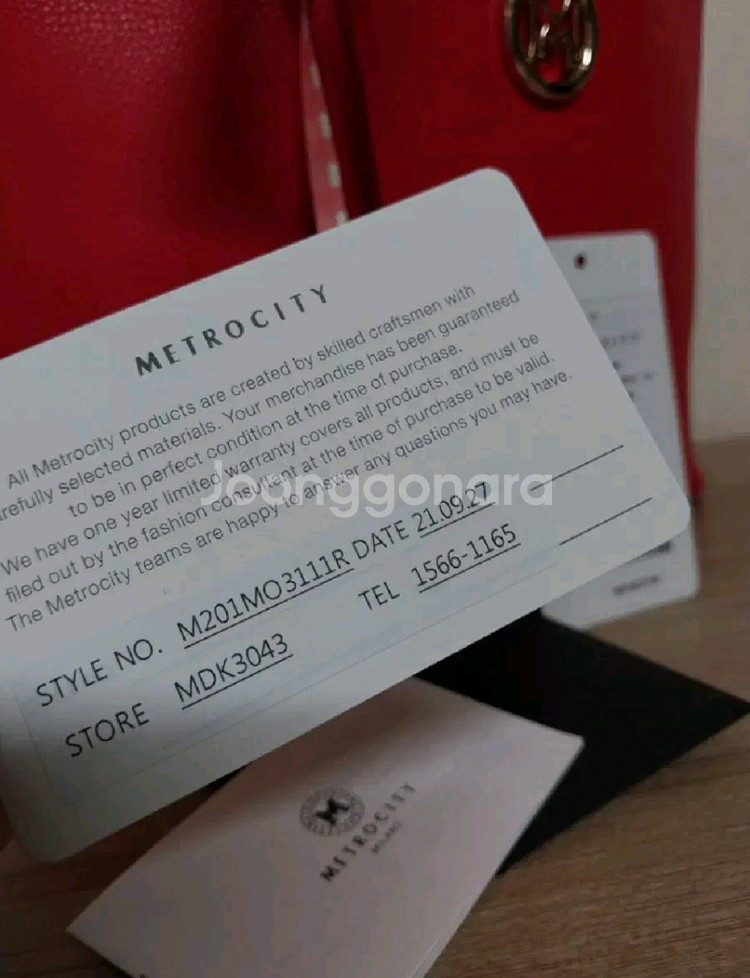 METROCITY
All Metrocity products are created by skilled craftsmen with
refully selected materials. Your merchandise has been guaranteed
to be in perfect condition at the time of purchase.
We have one year limited warranty covers all products, and must be
filed out by the fashion consultant at the time of purchase to be valid.
The Metrocity teams are happy to answer any questions you may have.
Joonggonara
STYLE NO. M201MO3111R DATE 21.09.27
STORE MDK3043 TEL 1566-1165
M
METROCITY
MILANO